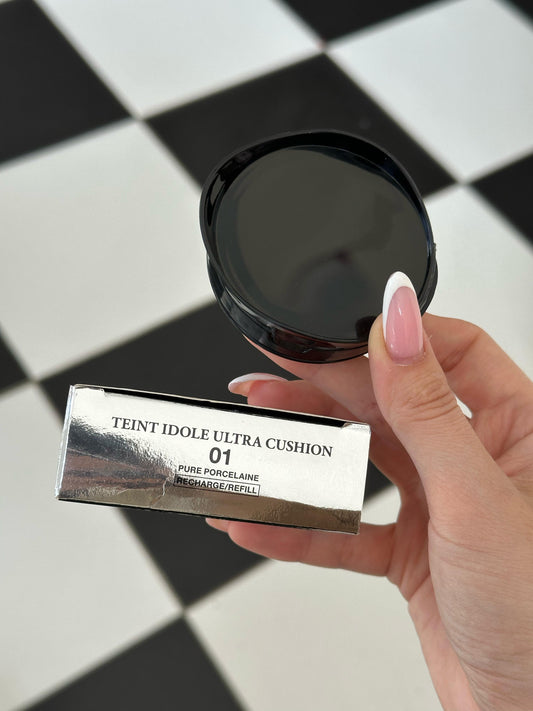 TEINT IDOLE ULTRA CUSHION
01
PURE PORCELAINE
RECHARGE/REFILL